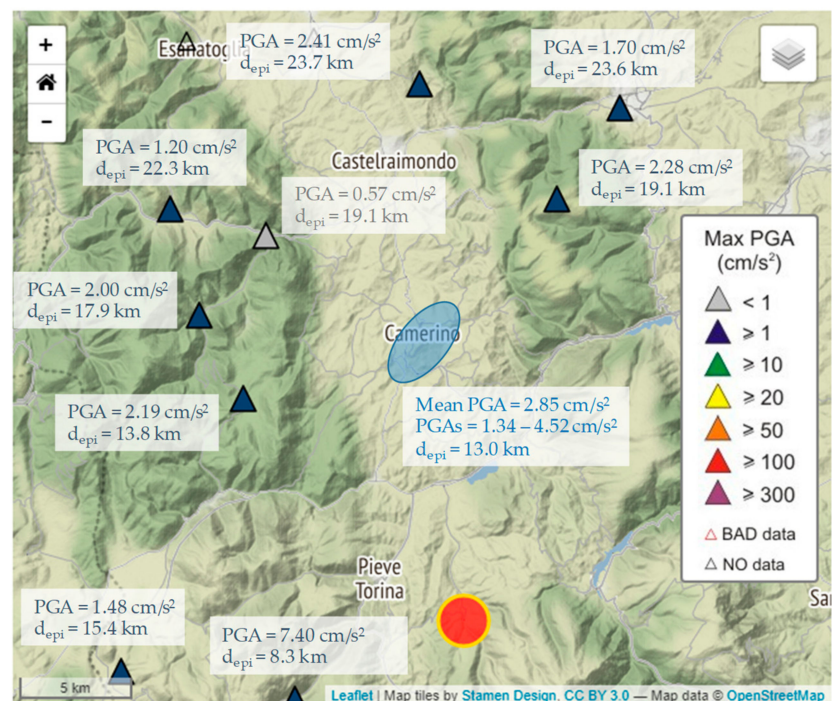 +
−
Esanatoglia
PGA = 2.41 cm/s²
d_epi = 23.7 km
PGA = 1.70 cm/s²
d_epi = 23.6 km
PGA = 1.20 cm/s²
d_epi = 22.3 km
Castelraimondo
PGA = 0.57 cm/s²
d_epi = 19.1 km
PGA = 2.28 cm/s²
d_epi = 19.1 km
PGA = 2.00 cm/s²
d_epi = 17.9 km
Camerino
PGA = 2.19 cm/s²
d_epi = 13.8 km
Mean PGA = 2.85 cm/s²
PGAs = 1.34 – 4.52 cm/s²
d_epi = 13.0 km
Max PGA
(cm/s²)
< 1
⩾ 1
⩾ 10
⩾ 20
⩾ 50
⩾ 100
⩾ 300
BAD data
NO data
Pieve
Torina
Sa
PGA = 1.48 cm/s²
d_epi = 15.4 km
PGA = 7.40 cm/s²
d_epi = 8.3 km
5 km
Leaflet | Map tiles by Stamen Design, CC BY 3.0 — Map data © OpenStreetMap